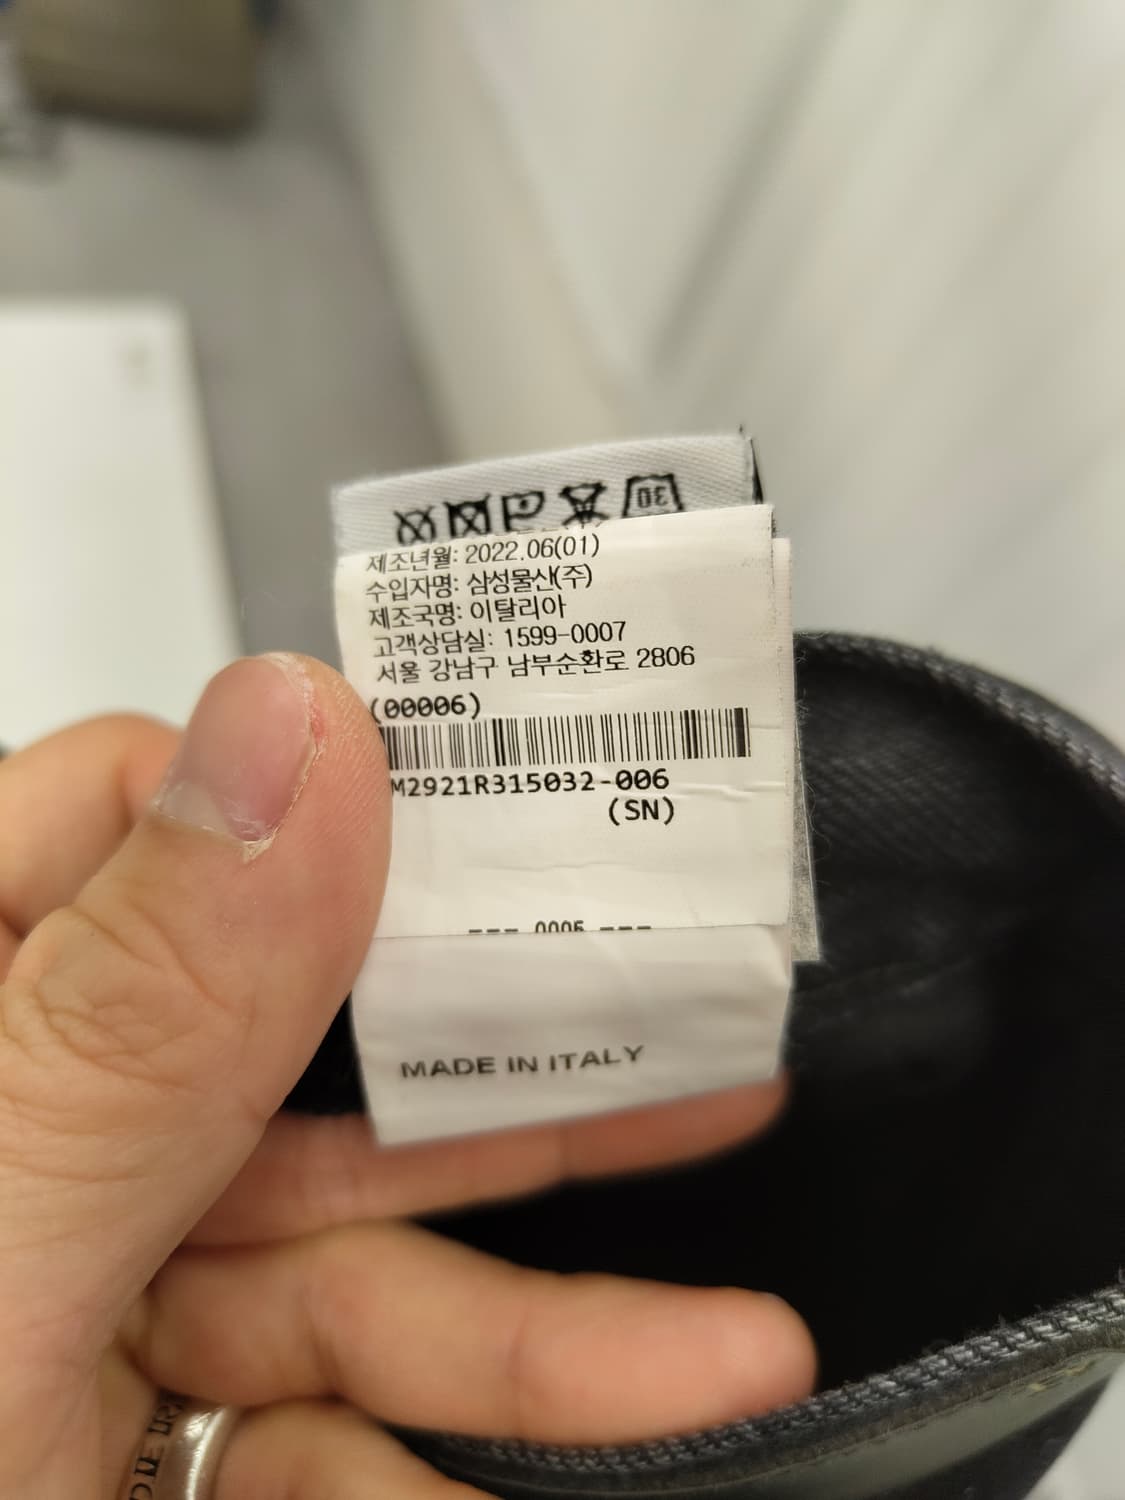 30
제조년월: 2022.06(01)
수입자명: 삼성물산(주)
제조국명: 이탈리아
고객상담실: 1599-0007
서울 강남구 남부순환로 2806
(00006)
M2921R315032-006
(SN)
--- 0006 ---
MADE IN ITALY